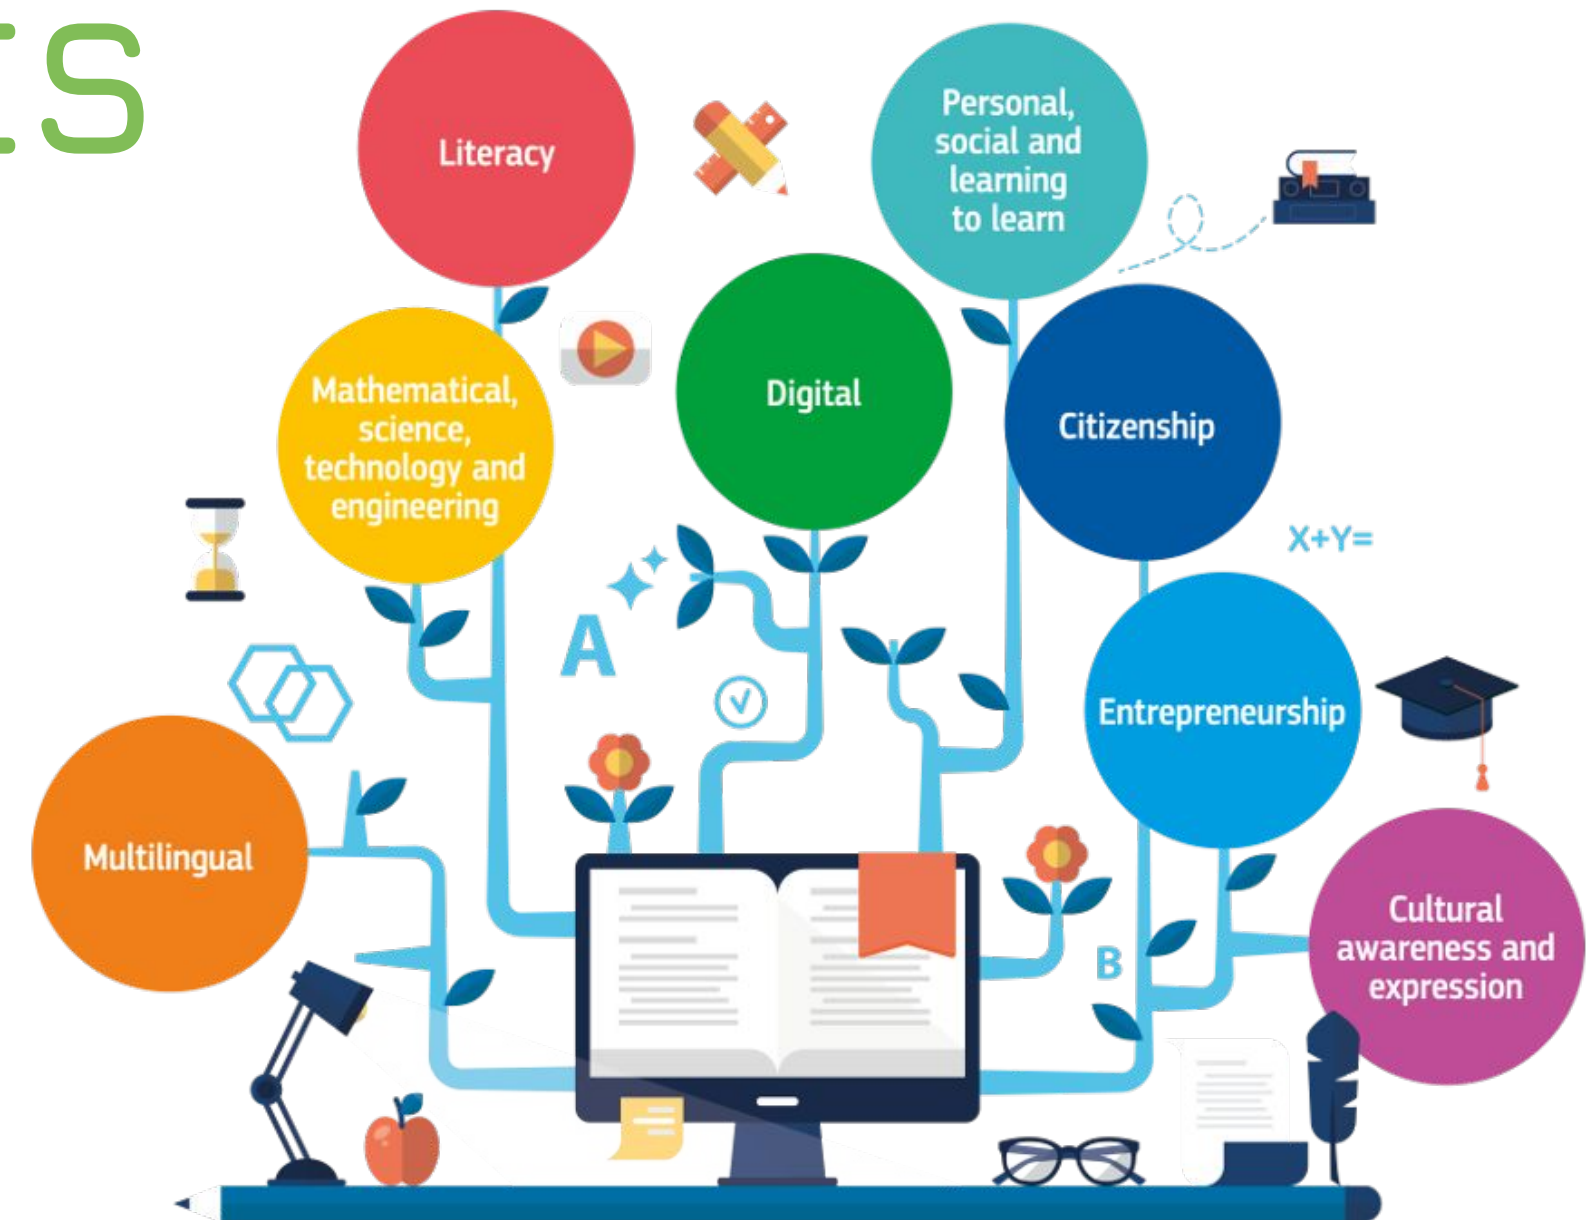 IS
Literacy
Personal,
social and
learning
to learn
Mathematical,
science,
technology and
engineering
Digital
Citizenship
X+Y=
A
Entrepreneurship
Multilingual
B
Cultural
awareness and
expression